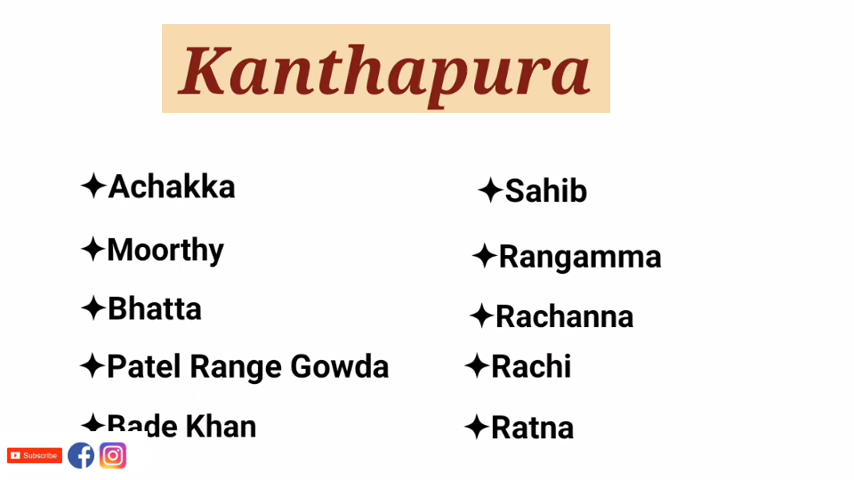 Kanthapura
✦Achakka
✦Moorthy
✦Bhatta
✦Patel Range Gowda
✦Bade Khan
✦Sahib
✦Rangamma
✦Rachanna
✦Rachi
✦Ratna
Subscribe